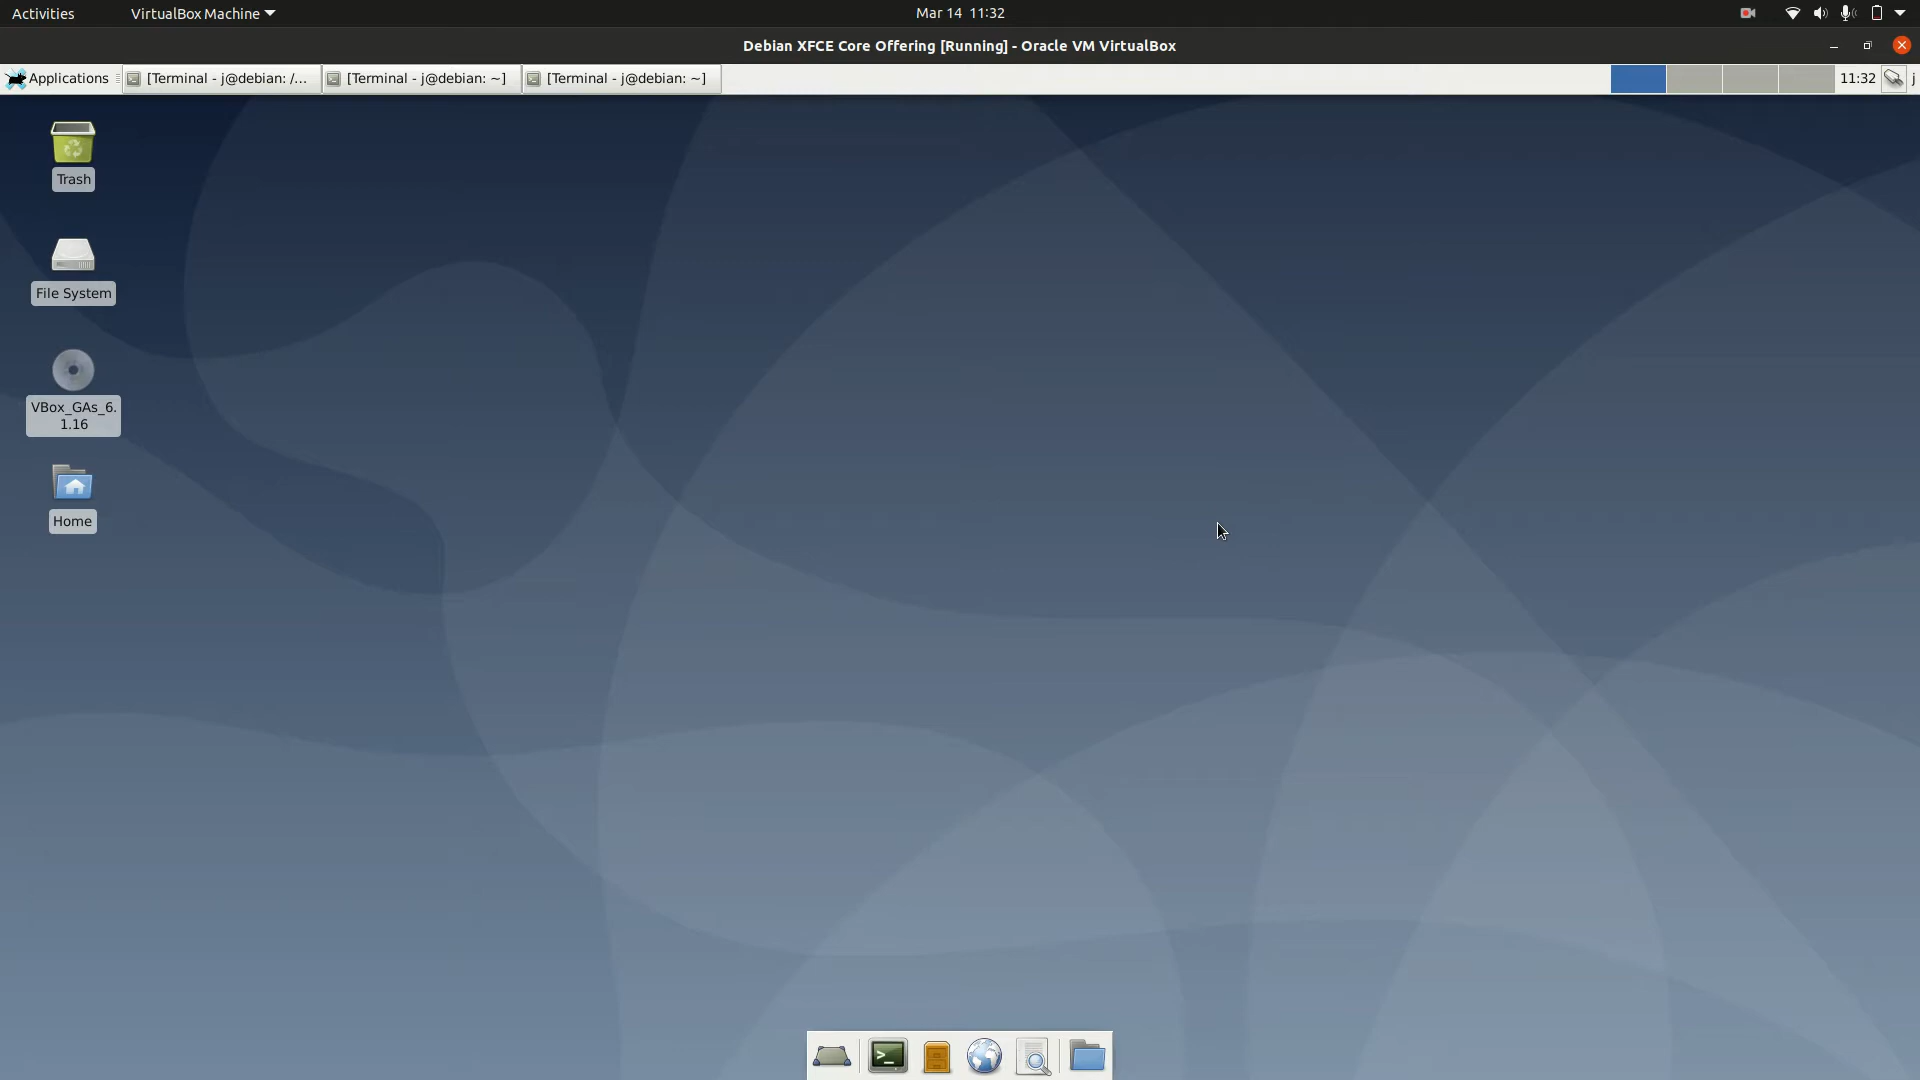 Activities
VirtualBox Machine
Mar 14 11:32
Debian XFCE Core Offering [Running] - Oracle VM VirtualBox
Applications
[Terminal - j@debian: /...
[Terminal - j@debian: ~]
[Terminal - j@debian: ~]
11:32
j
Trash
File System
VBox_GAs_6.
1.16
Home